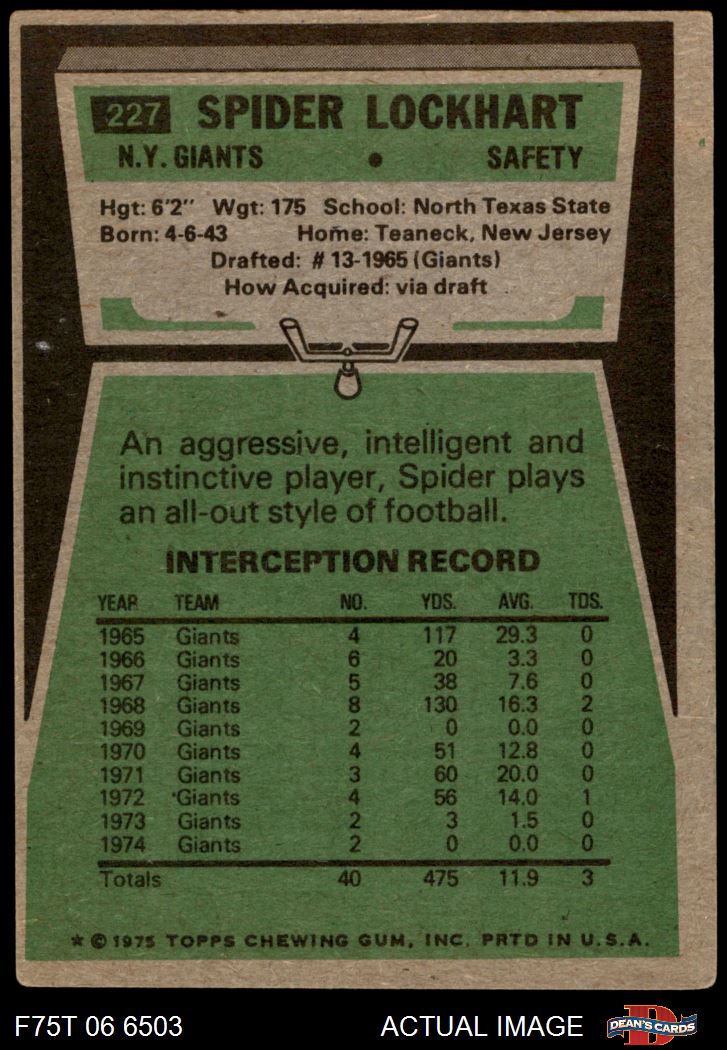 227 SPIDER LOCKHART
N.Y. GIANTS • SAFETY
Hgt: 6'2" Wgt: 175 School: North Texas State
Born: 4-6-43 Home: Teaneck, New Jersey
Drafted: # 13-1965 (Giants)
How Acquired: via draft
An aggressive, intelligent and
instinctive player, Spider plays
an all-out style of football.
INTERCEPTION RECORD
YEAR TEAM NO. YDS. AVG. TDS.
1965 Giants 4 117 29.3 0
1966 Giants 6 20 3.3 0
1967 Giants 5 38 7.6 0
1968 Giants 8 130 16.3 2
1969 Giants 2 0 0.0 0
1970 Giants 4 51 12.8 0
1971 Giants 3 60 20.0 0
1972 Giants 4 56 14.0 1
1973 Giants 2 3 1.5 0
1974 Giants 2 0 0.0 0
Totals 40 475 11.9 3
* © 1975 TOPPS CHEWING GUM, INC. PRTD IN U.S.A.
F75T 06 6503 ACTUAL IMAGE D DEAN'S CARDS